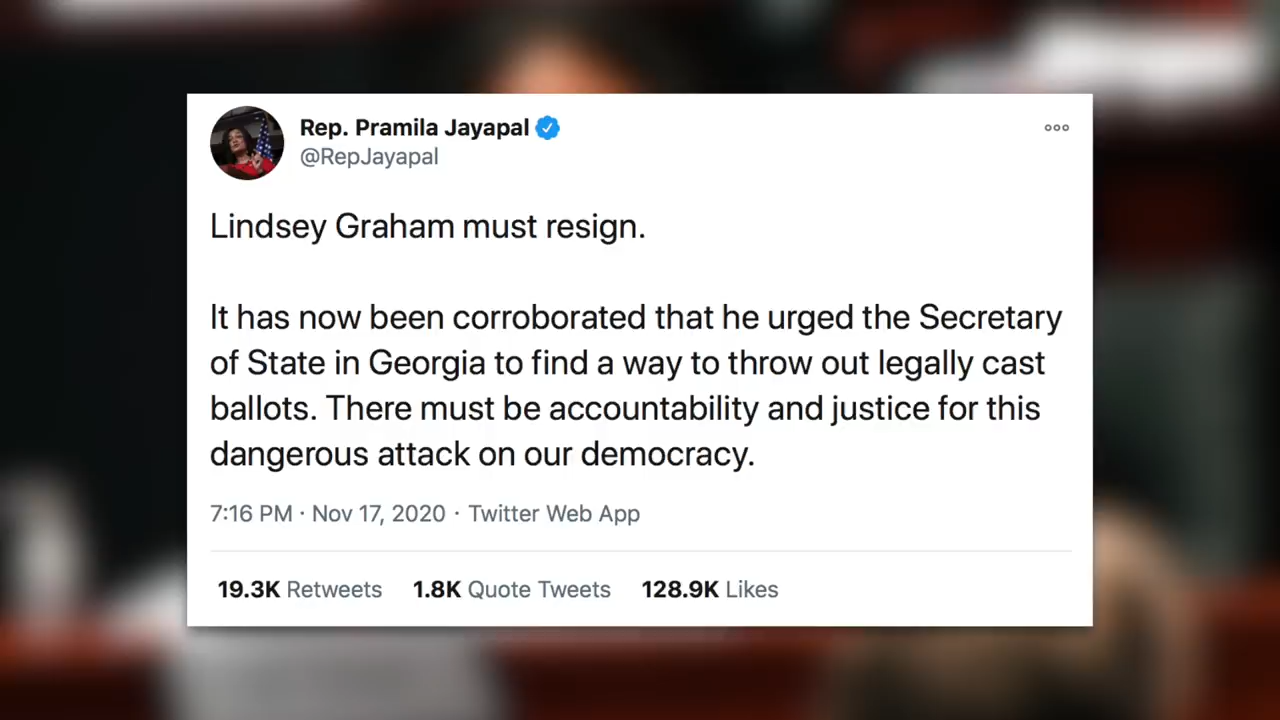 Rep. Pramila Jayapal
@RepJayapal
Lindsey Graham must resign.
It has now been corroborated that he urged the Secretary
of State in Georgia to find a way to throw out legally cast
ballots. There must be accountability and justice for this
dangerous attack on our democracy.
7:16 PM · Nov 17, 2020 · Twitter Web App
19.3K Retweets 1.8K Quote Tweets 128.9K Likes